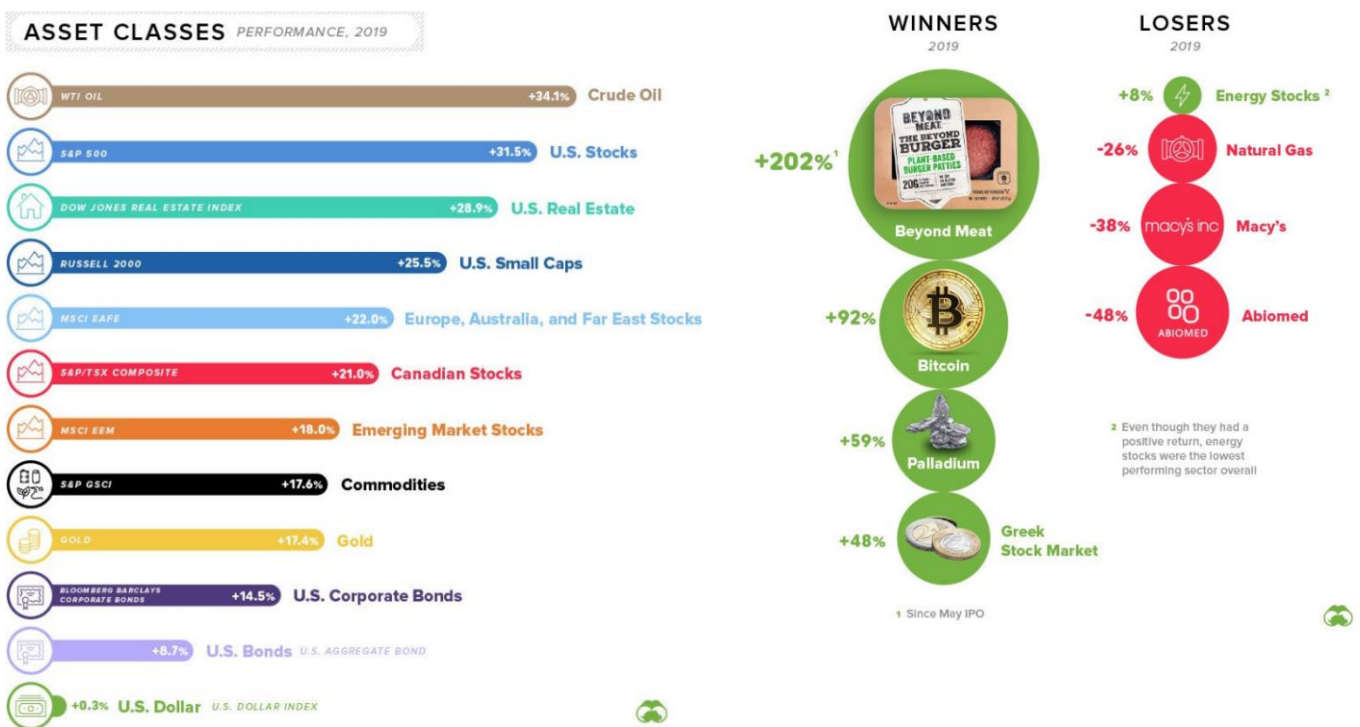 ASSET CLASSES PERFORMANCE, 2019
WTI OIL +34.1% Crude Oil
S&P 500 +31.5% U.S. Stocks
DOW JONES REAL ESTATE INDEX +28.9% U.S. Real Estate
RUSSELL 2000 +25.5% U.S. Small Caps
MSCI EAFE +22.0% Europe, Australia, and Far East Stocks
S&P/TSX COMPOSITE +21.0% Canadian Stocks
MSCI EEM +18.0% Emerging Market Stocks
S&P GSCI +17.6% Commodities
GOLD +17.4% Gold
BLOOMBERG BARCLAYS
CORPORATE BONDS +14.5% U.S. Corporate Bonds
+8.7% U.S. Bonds U.S. AGGREGATE BOND
+0.3% U.S. Dollar U.S. DOLLAR INDEX
WINNERS
2019
+202%¹
BEYOND
MEAT
THE BEYOND
BURGER
PLANT-BASED
BURGER PATTIES
20G
Beyond Meat
+92%
Bitcoin
+59%
Palladium
+48%
Greek
Stock Market
1 Since May IPO
LOSERS
2019
+8% Energy Stocks ²
-26% Natural Gas
-38% macy's inc Macy's
-48% ABIOMED Abiomed
2 Even though they had a
positive return, energy
stocks were the lowest
performing sector overall